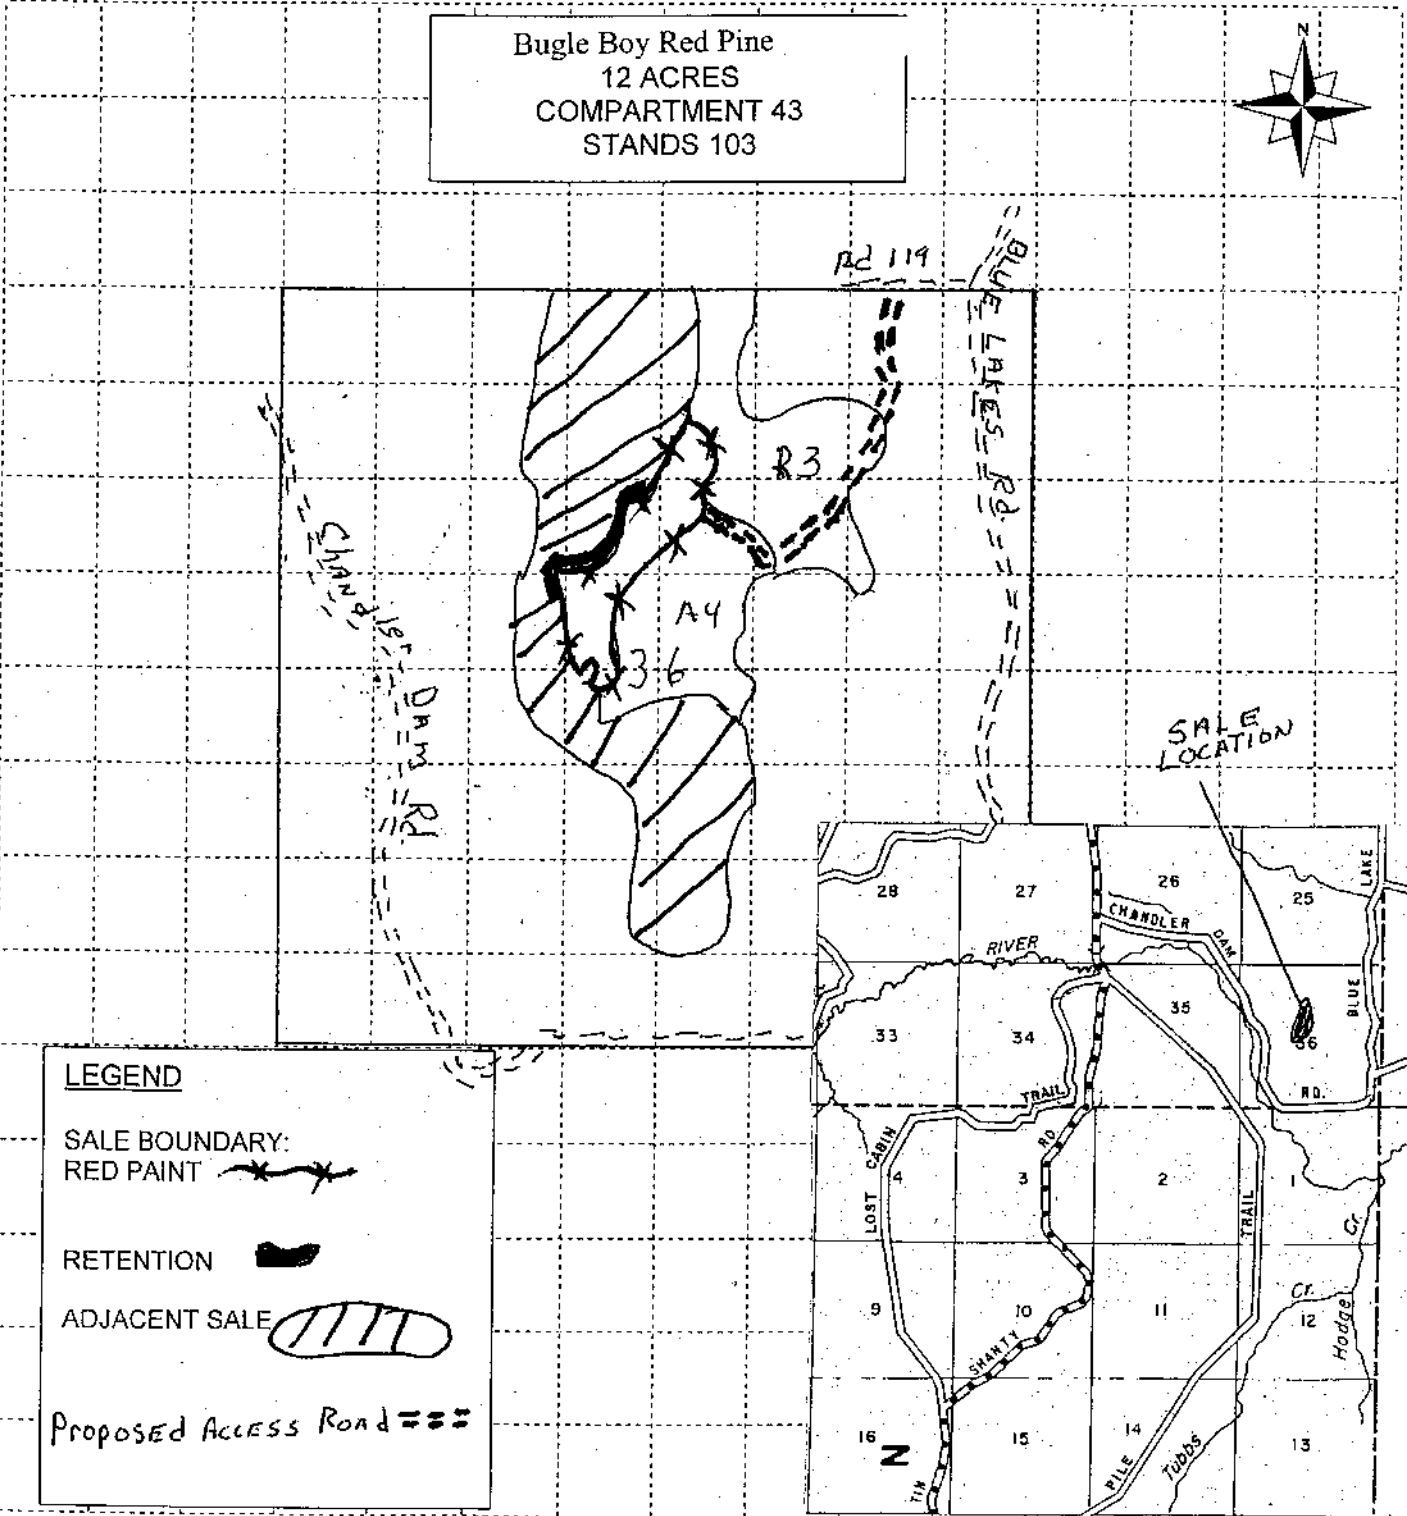 Bugle Boy Red Pine
12 ACRES
COMPARTMENT 43
STANDS 103
N
Rd 119
BLUE LAKES Rd
R3
Chandler Dam Rd
A4
36
SALE
LOCATION
28
27
26
25
LAKE
CHANDLER DAM
RIVER
33
34
35
36
BLUE
TRAIL
RD.
CABIN
RD
4
3
2
1
LOST
TRAIL
Cr.
9
10
11
Cr.
12
Hodge
SHANTY
16
15
14
13
N
TIN
PILE
Tubbs
LEGEND
SALE BOUNDARY:
RED PAINT
RETENTION
ADJACENT SALE
Proposed Access Road